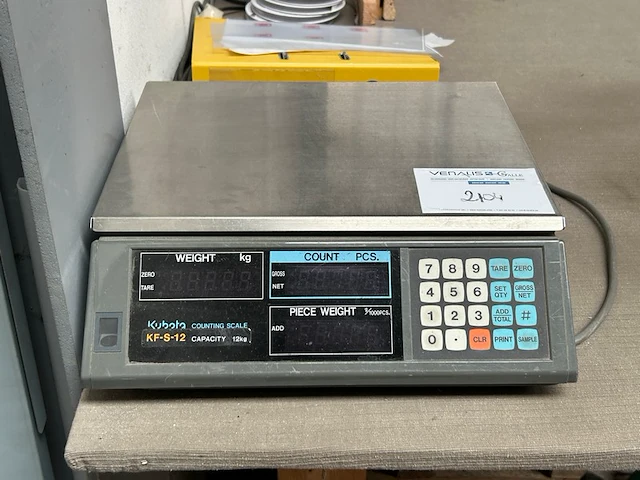 VENALIS
2104
WEIGHT kg
ZERO
TARE
COUNT PCS.
GROSS
NET
PIECE WEIGHT g/1000PCS.
ADD
Kubota COUNTING SCALE
KF-S-12 CAPACITY 12kg
7 8 9 TARE ZERO
4 5 6 SET QTY GROSS NET
1 2 3 ADD TOTAL #
0 · CLR PRINT SAMPLE